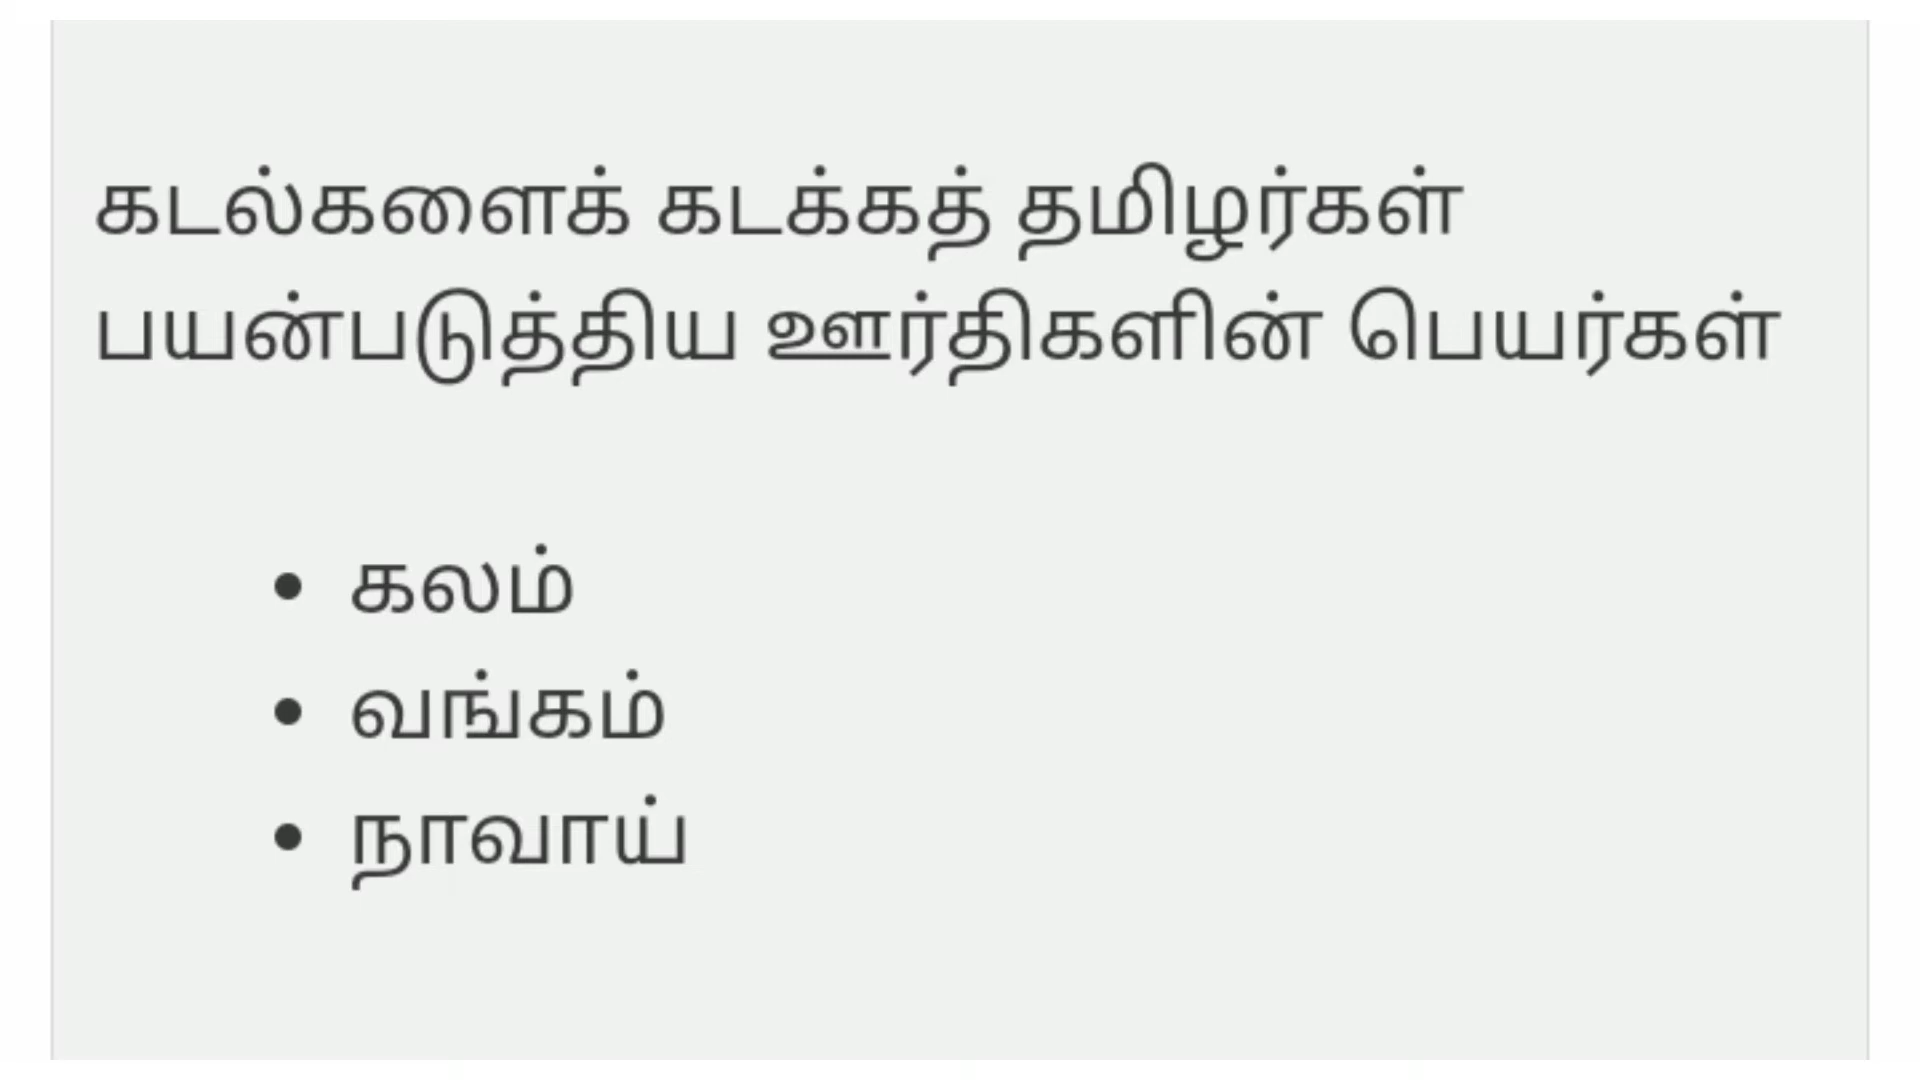 கடல்களைக் கடக்கத் தமிழர்கள்
பயன்படுத்திய ஊர்திகளின் பெயர்கள்
• கலம்
• வங்கம்
• நாவாய்